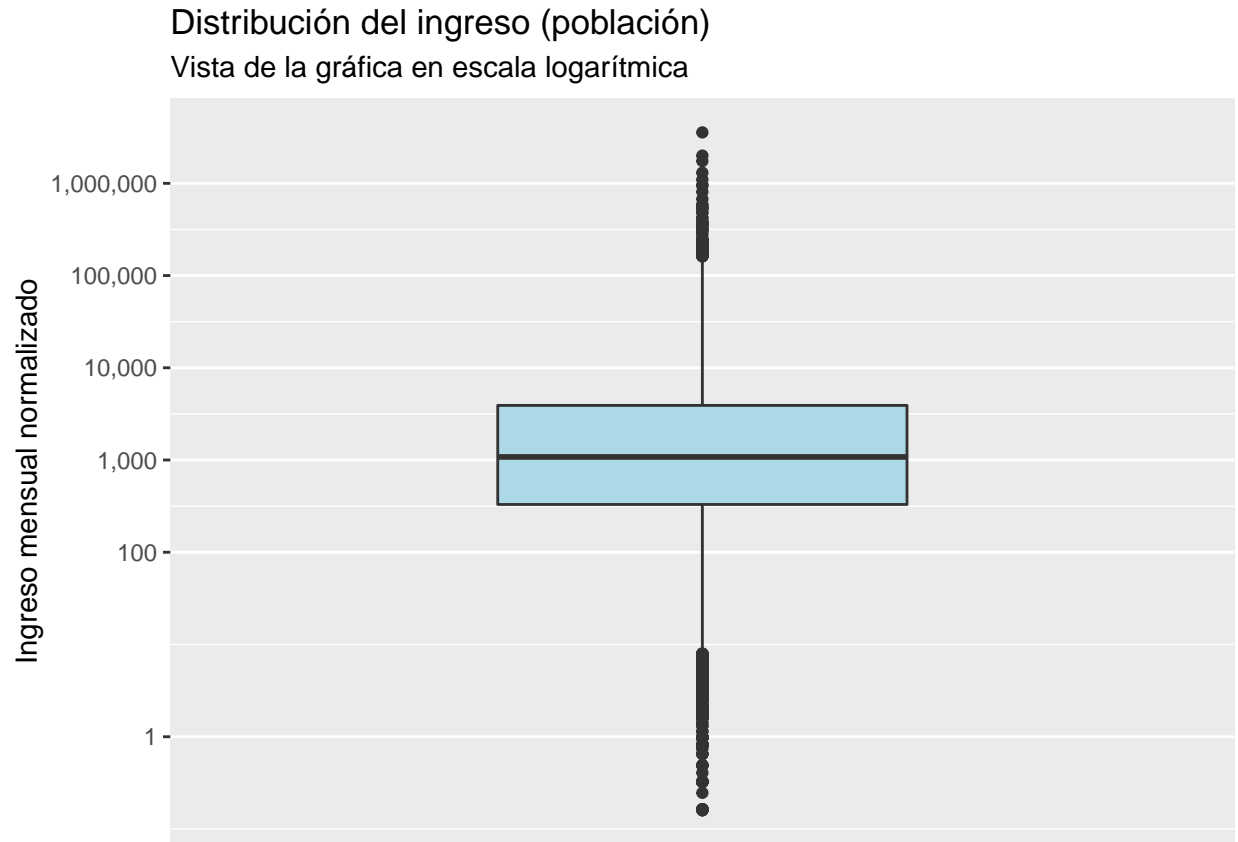 Distribución del ingreso (población)
Vista de la gráfica en escala logarítmica
1,000,000
100,000
10,000
1,000
100
1
Ingreso mensual normalizado